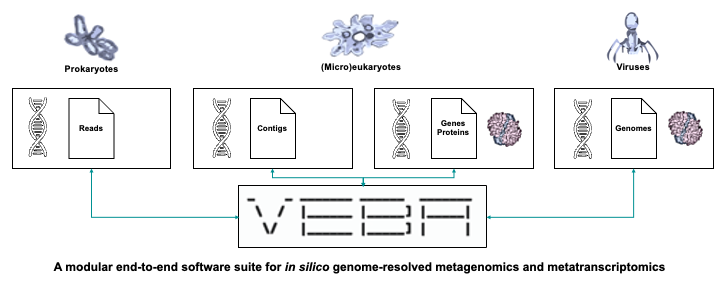 Prokaryotes
(Micro)eukaryotes
Viruses
Reads
Contigs
Genes
Proteins
Genomes
VEBA
A modular end-to-end software suite for in silico genome-resolved metagenomics and metatranscriptomics